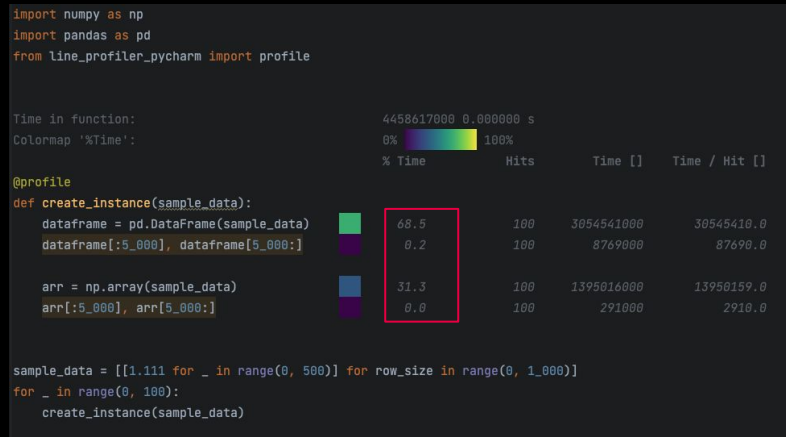 import numpy as np
import pandas as pd
from line_profiler_pycharm import profile
Time in function: 4458617000 0.000000 s
Colormap '%Time': 0% 100%
% Time Hits Time [] Time / Hit []
@profile
def create_instance(sample_data):
    dataframe = pd.DataFrame(sample_data) 68.5 100 3054541000 30545410.0
    dataframe[:5_000], dataframe[5_000:] 0.2 100 8769000 87690.0
    arr = np.array(sample_data) 31.3 100 1395016000 13950159.0
    arr[:5_000], arr[5_000:] 0.0 100 291000 2910.0
sample_data = [[1.111 for _ in range(0, 500)] for row_size in range(0, 1_000)]
for _ in range(0, 100):
    create_instance(sample_data)